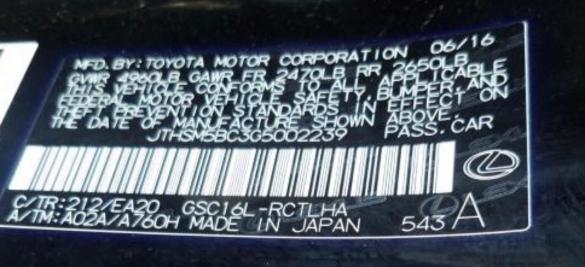 MFD. BY: TOYOTA MOTOR CORPORATION 06/16
GVWR 4960LB GAWR FR 2470LB RR 2650LB
THIS VEHICLE CONFORMS TO ALL APPLICABLE
FEDERAL MOTOR VEHICLE SAFETY, BUMPER, AND
THEFT PREVENTION STANDARDS IN EFFECT ON
THE DATE OF MANUFACTURE SHOWN ABOVE.
JTHSM5BC3G5002239 PASS. CAR
C/TR:212/EA20 GSC16L-RCTLHA
A/TM:A02A/A760H MADE IN JAPAN 543 A